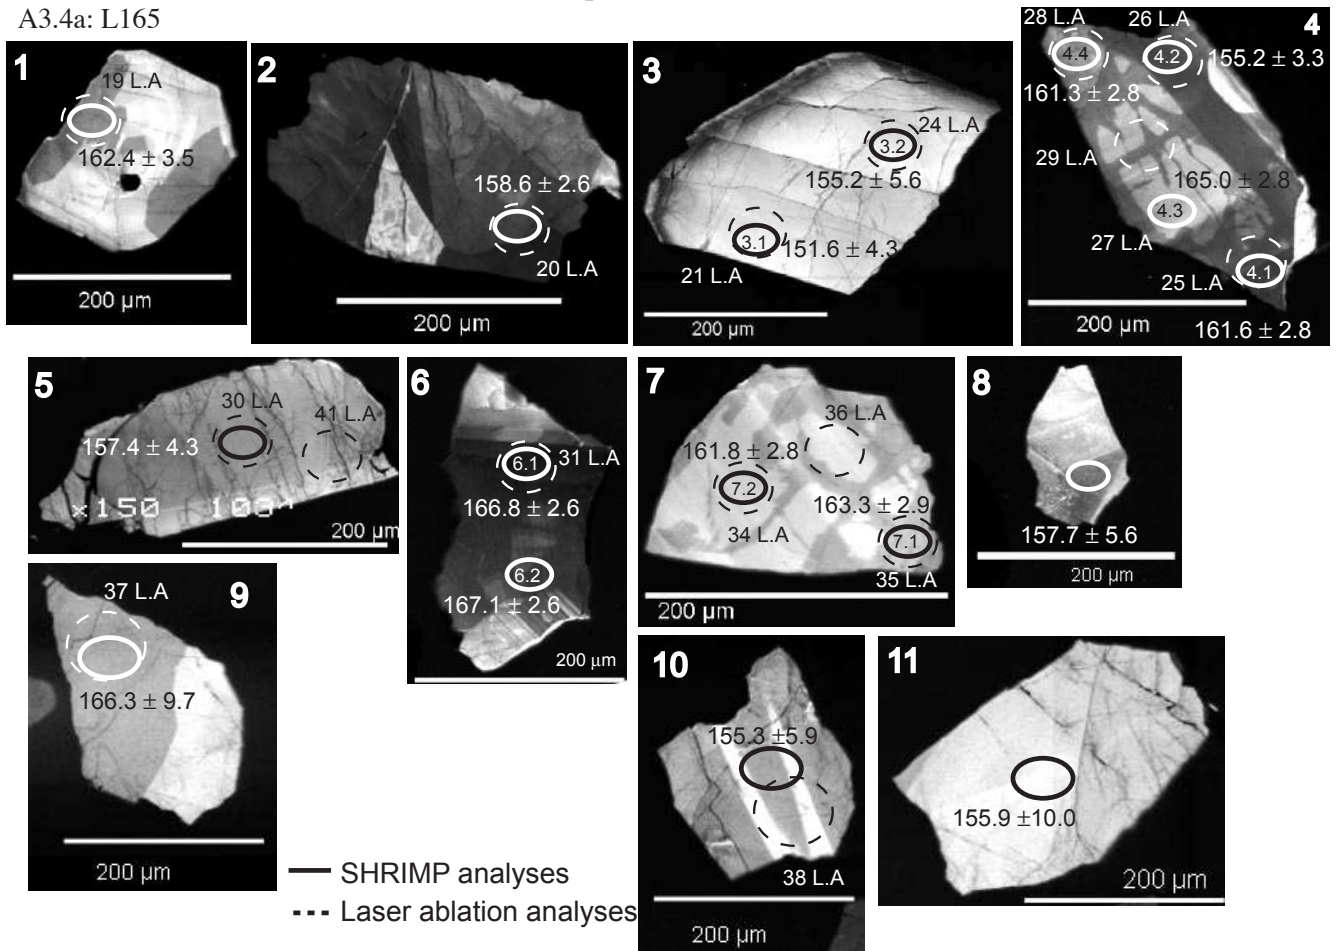 A3.4a: L165
1
19 L.A
162.4 ± 3.5
200 µm
2
158.6 ± 2.6
20 L.A
200 µm
3
24 L.A
3.2
155.2 ± 5.6
3.1
151.6 ± 4.3
21 L.A
200 µm
28 L.A
26 L.A
4
4.4
4.2
155.2 ± 3.3
161.3 ± 2.8
29 L.A
165.0 ± 2.8
4.3
27 L.A
4.1
25 L.A
200 µm
161.6 ± 2.8
5
30 L.A
41 L.A
157.4 ± 4.3
×150
200 µm
6
6.1
31 L.A
166.8 ± 2.6
6.2
167.1 ± 2.6
200 µm
7
36 L.A
161.8 ± 2.8
7.2
163.3 ± 2.9
34 L.A
7.1
35 L.A
200 µm
8
157.7 ± 5.6
200 µm
37 L.A
9
166.3 ± 9.7
200 µm
10
155.3 ±5.9
38 L.A
200 µm
11
155.9 ±10.0
200 µm
SHRIMP analyses
Laser ablation analyses